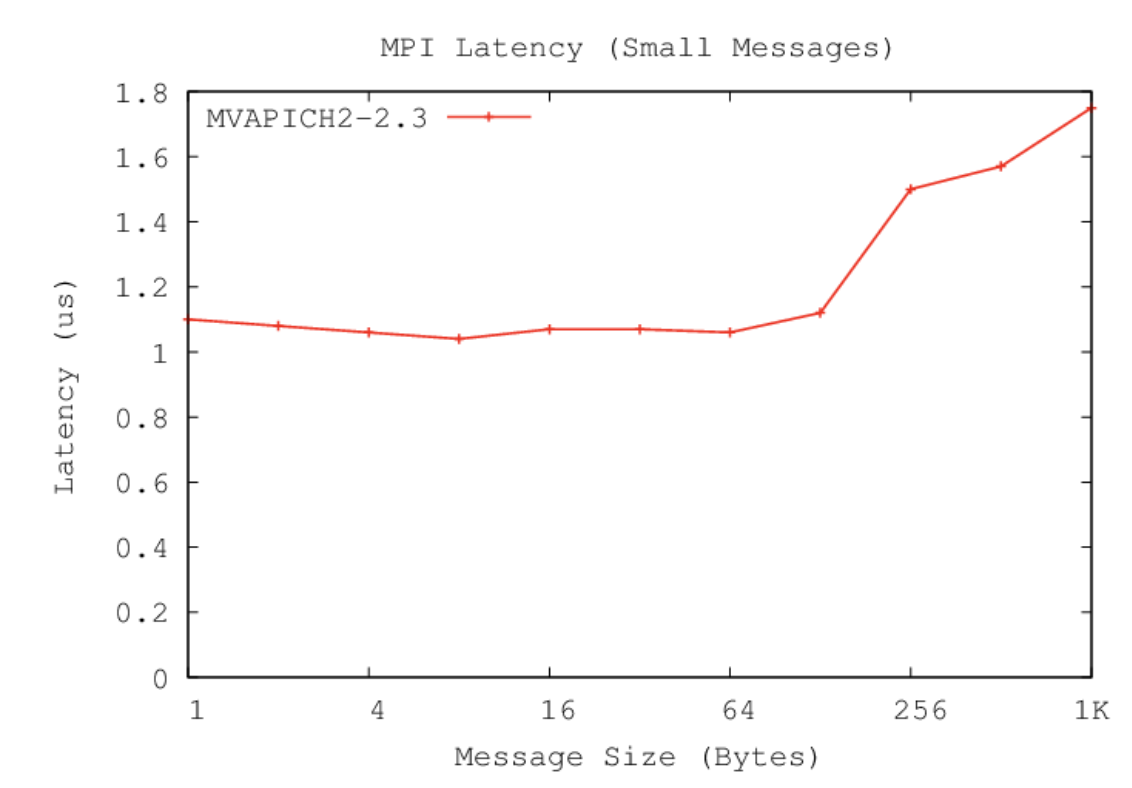 MPI Latency (Small Messages)
MVAPICH2-2.3
1.8
1.6
1.4
1.2
1
0.8
0.6
0.4
0.2
0
Latency (us)
1 4 16 64 256 1K
Message Size (Bytes)